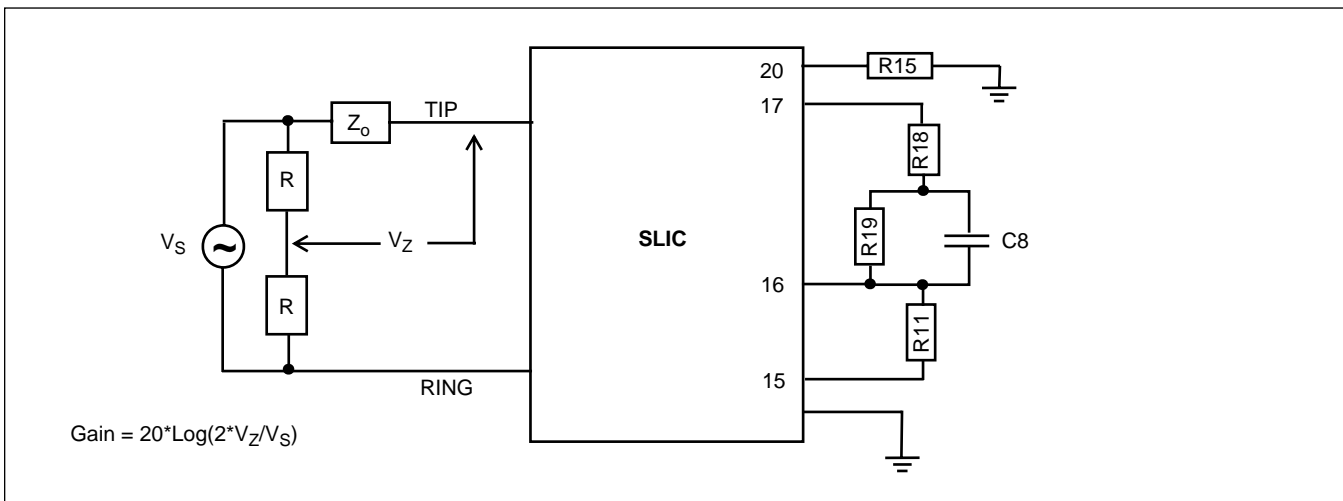 20
R15
17
TIP
Zo
R18
R
R19
C8
VS
VZ
SLIC
16
R
R11
15
RING
Gain = 20*Log(2*VZ/VS)